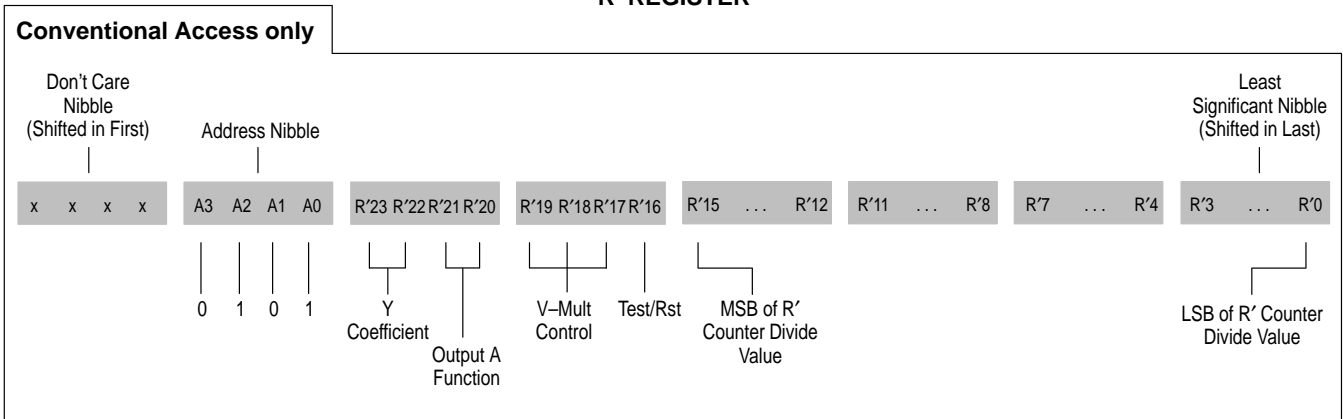 R′ REGISTER
Conventional Access only
Don't Care
Nibble
(Shifted in First)
Address Nibble
Least
Significant Nibble
(Shifted in Last)
x x x x A3 A2 A1 A0 R′23 R′22 R′21 R′20 R′19 R′18 R′17 R′16 R′15 . . . R′12 R′11 . . . R′8 R′7 . . . R′4 R′3 . . . R′0
0 1 0 1
Y
Coefficient
Output A
Function
V–Mult
Control
Test/Rst
MSB of R′
Counter Divide
Value
LSB of R′ Counter
Divide Value